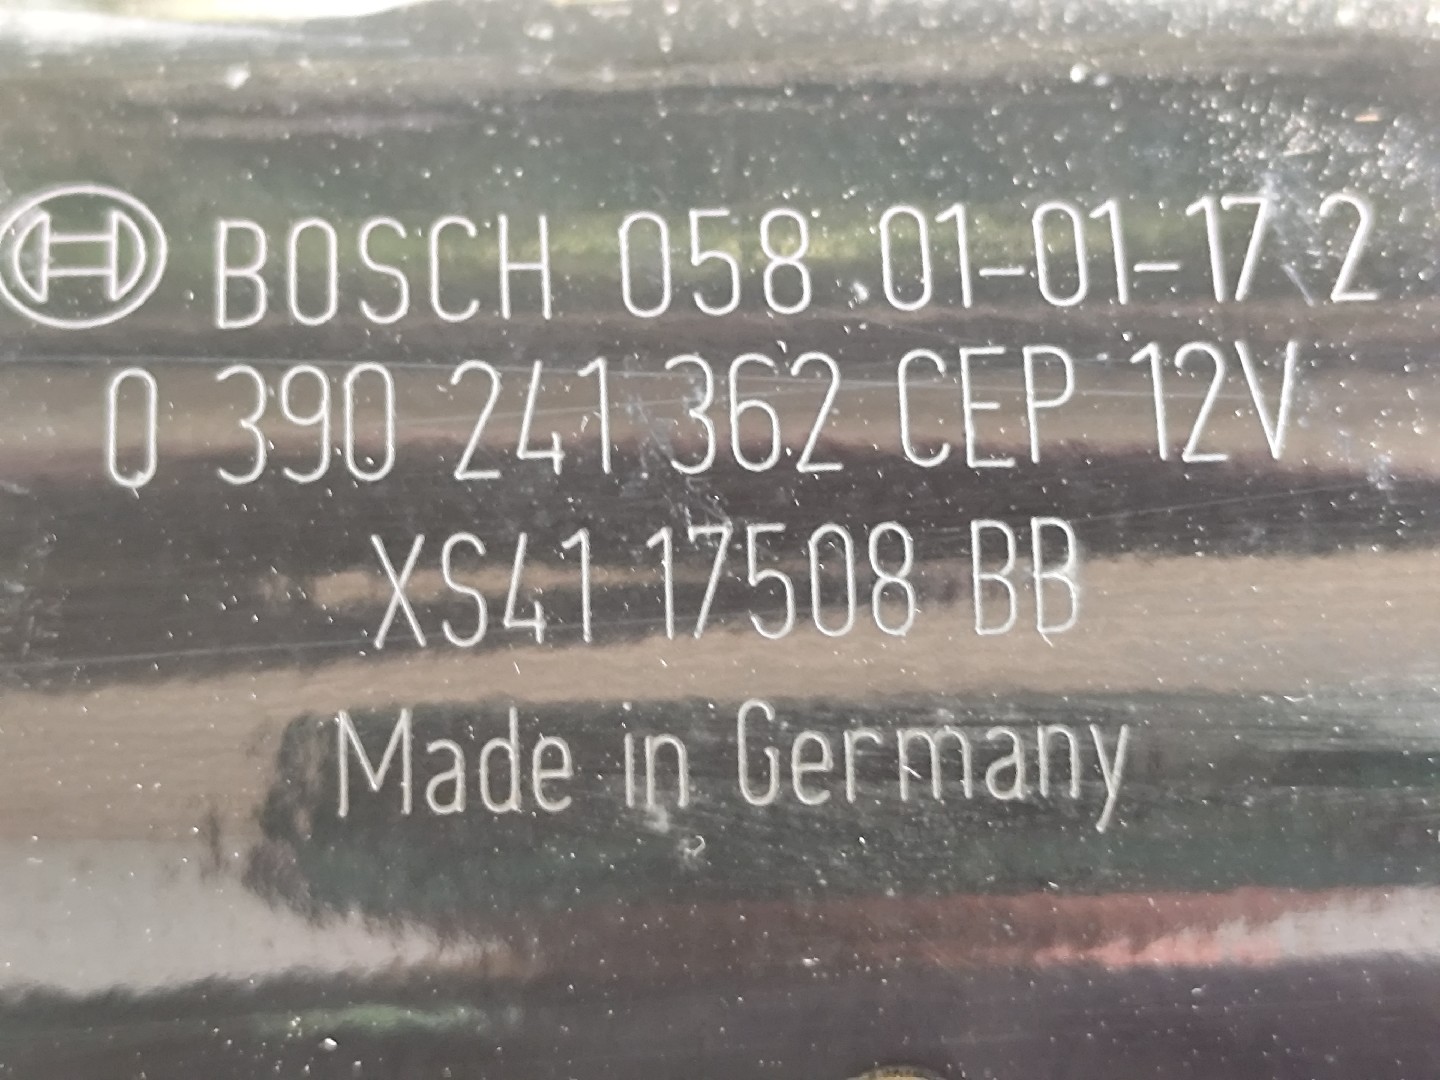 BOSCH 058 01-01-17 2
0 390 241 362 CEP 12V
XS41 17508 BB
Made in Germany